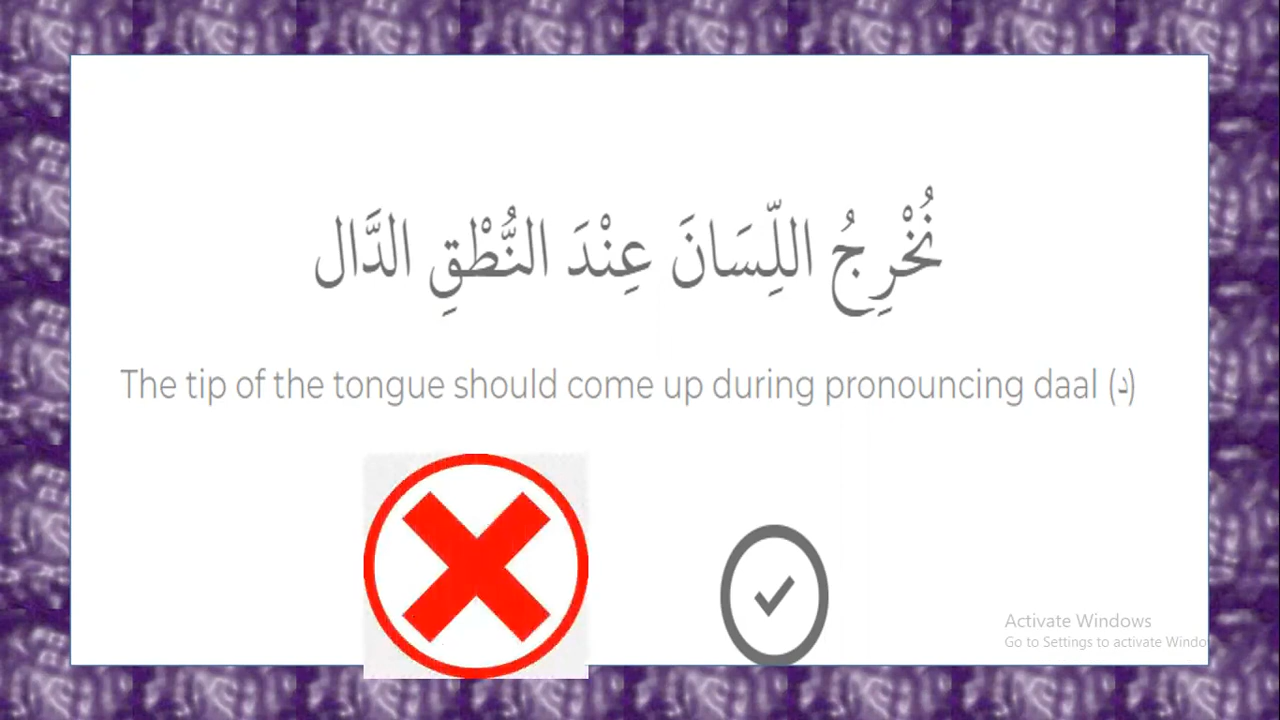 نُخْرِجُ اللِّسَانَ عِنْدَ النُّطْقِ الدَّال
The tip of the tongue should come up during pronouncing daal (د)
Activate Windows
Go to Settings to activate Windo